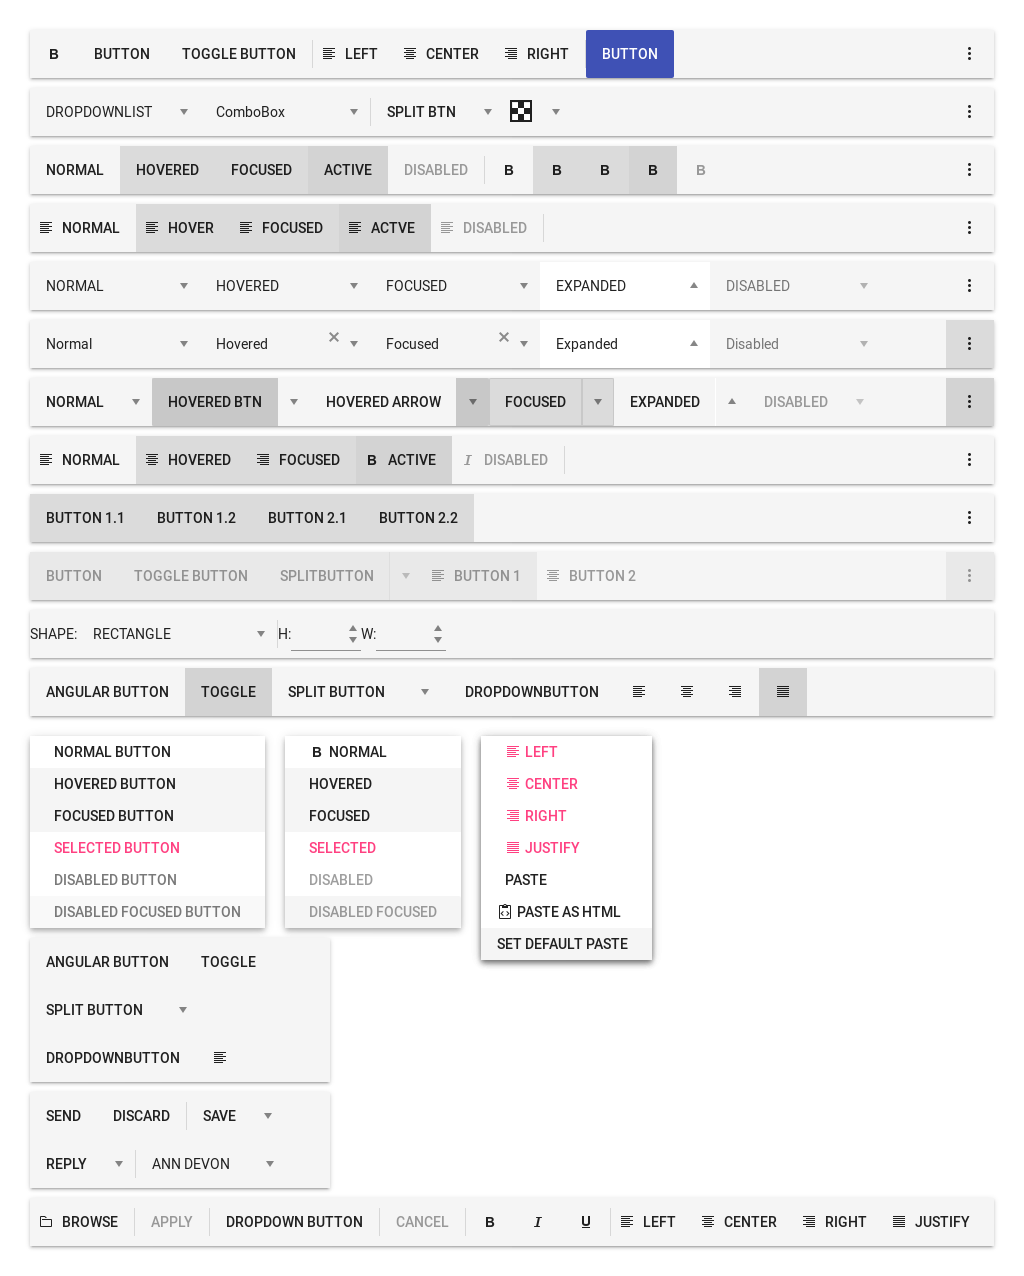 B BUTTON TOGGLE BUTTON LEFT CENTER RIGHT BUTTON
DROPDOWNLIST ComboBox SPLIT BTN
NORMAL HOVERED FOCUSED ACTIVE DISABLED B B B B B
NORMAL HOVER FOCUSED ACTVE DISABLED
NORMAL HOVERED FOCUSED EXPANDED DISABLED
Normal Hovered Focused Expanded Disabled
NORMAL HOVERED BTN HOVERED ARROW FOCUSED EXPANDED DISABLED
NORMAL HOVERED FOCUSED B ACTIVE I DISABLED
BUTTON 1.1 BUTTON 1.2 BUTTON 2.1 BUTTON 2.2
BUTTON TOGGLE BUTTON SPLITBUTTON BUTTON 1 BUTTON 2
SHAPE: RECTANGLE H: W:
ANGULAR BUTTON TOGGLE SPLIT BUTTON DROPDOWNBUTTON
NORMAL BUTTON
HOVERED BUTTON
FOCUSED BUTTON
SELECTED BUTTON
DISABLED BUTTON
DISABLED FOCUSED BUTTON
B NORMAL
HOVERED
FOCUSED
SELECTED
DISABLED
DISABLED FOCUSED
LEFT
CENTER
RIGHT
JUSTIFY
PASTE
PASTE AS HTML
SET DEFAULT PASTE
ANGULAR BUTTON TOGGLE
SPLIT BUTTON
DROPDOWNBUTTON
SEND DISCARD SAVE
REPLY ANN DEVON
BROWSE APPLY DROPDOWN BUTTON CANCEL B I U LEFT CENTER RIGHT JUSTIFY